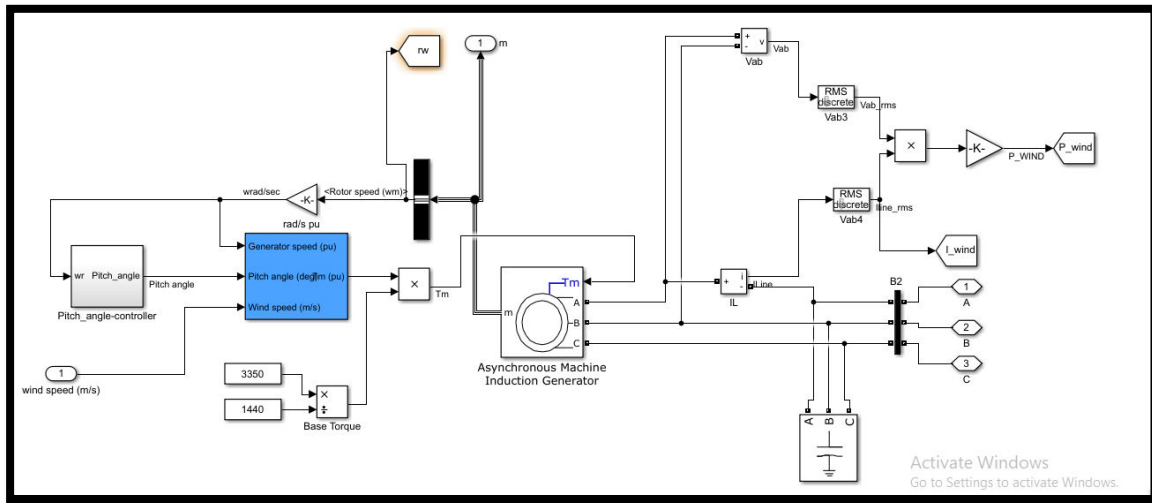 rw
1
m
+
-
v
Vab
Vab
RMS
discrete
Vab_rms
Vab3
×
-K-
P_WIND
P_wind
wrad/sec
-K-
<Rotor speed (wm)>
rad/s pu
RMS
discrete
Iline_rms
Vab4
I_wind
Generator speed (pu)
wr
Pitch_angle
Pitch angle
Pitch_angle-controller
Tm (pu)
Wind speed (m/s)
×
Tm
Tm
m
A
B
C
Asynchronous Machine
Induction Generator
+
i
-
ILine
IL
B2
1
A
2
B
3
C
1
wind speed (m/s)
3350
1440
×
÷
Base Torque
A
B
C
Activate Windows
Go to Settings to activate Windows.